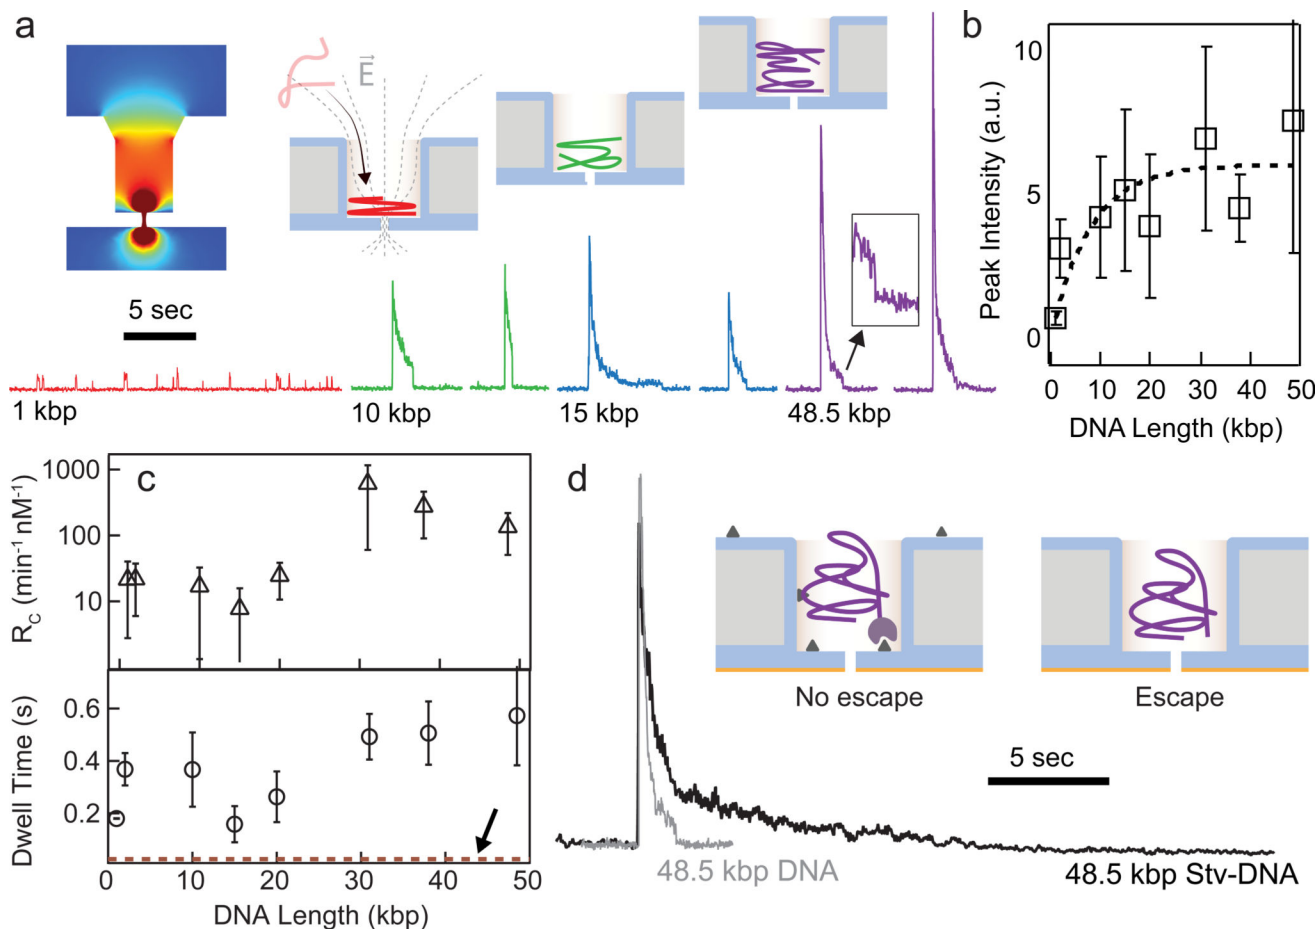 a
E
5 sec
1 kbp
10 kbp
15 kbp
48.5 kbp
b
Peak Intensity (a.u.)
10
5
0
0 10 20 30 40 50
DNA Length (kbp)
c
R_C (min⁻¹ nM⁻¹)
1000
100
10
Dwell Time (s)
0.6
0.4
0.2
0 10 20 30 40 50
DNA Length (kbp)
d
No escape
Escape
5 sec
48.5 kbp DNA
48.5 kbp Stv-DNA